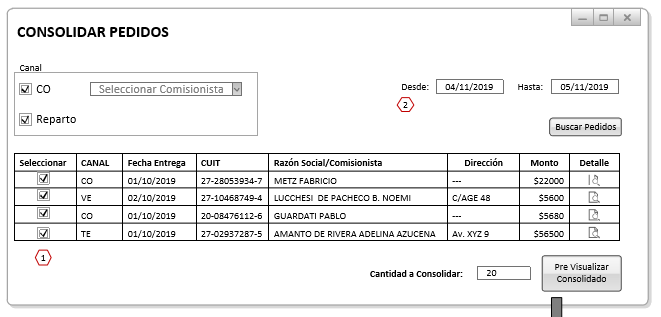 CONSOLIDAR PEDIDOS
Canal
CO Seleccionar Comisionista
Desde: 04/11/2019 Hasta: 05/11/2019
2
Reparto
Buscar Pedidos
Seleccionar CANAL Fecha Entrega CUIT Razón Social/Comisionista Dirección Monto Detalle
CO 01/10/2019 27-28053934-7 METZ FABRICIO --- $22000
VE 02/10/2019 27-10468749-4 LUCCHESI DE PACHECO B. NOEMI C/AGE 48 $5600
CO 01/10/2019 20-08476112-6 GUARDATI PABLO --- $5680
TE 01/10/2019 27-02937287-5 AMANTO DE RIVERA ADELINA AZUCENA Av. XYZ 9 $56500
1
Cantidad a Consolidar: 20
Pre Visualizar
Consolidado